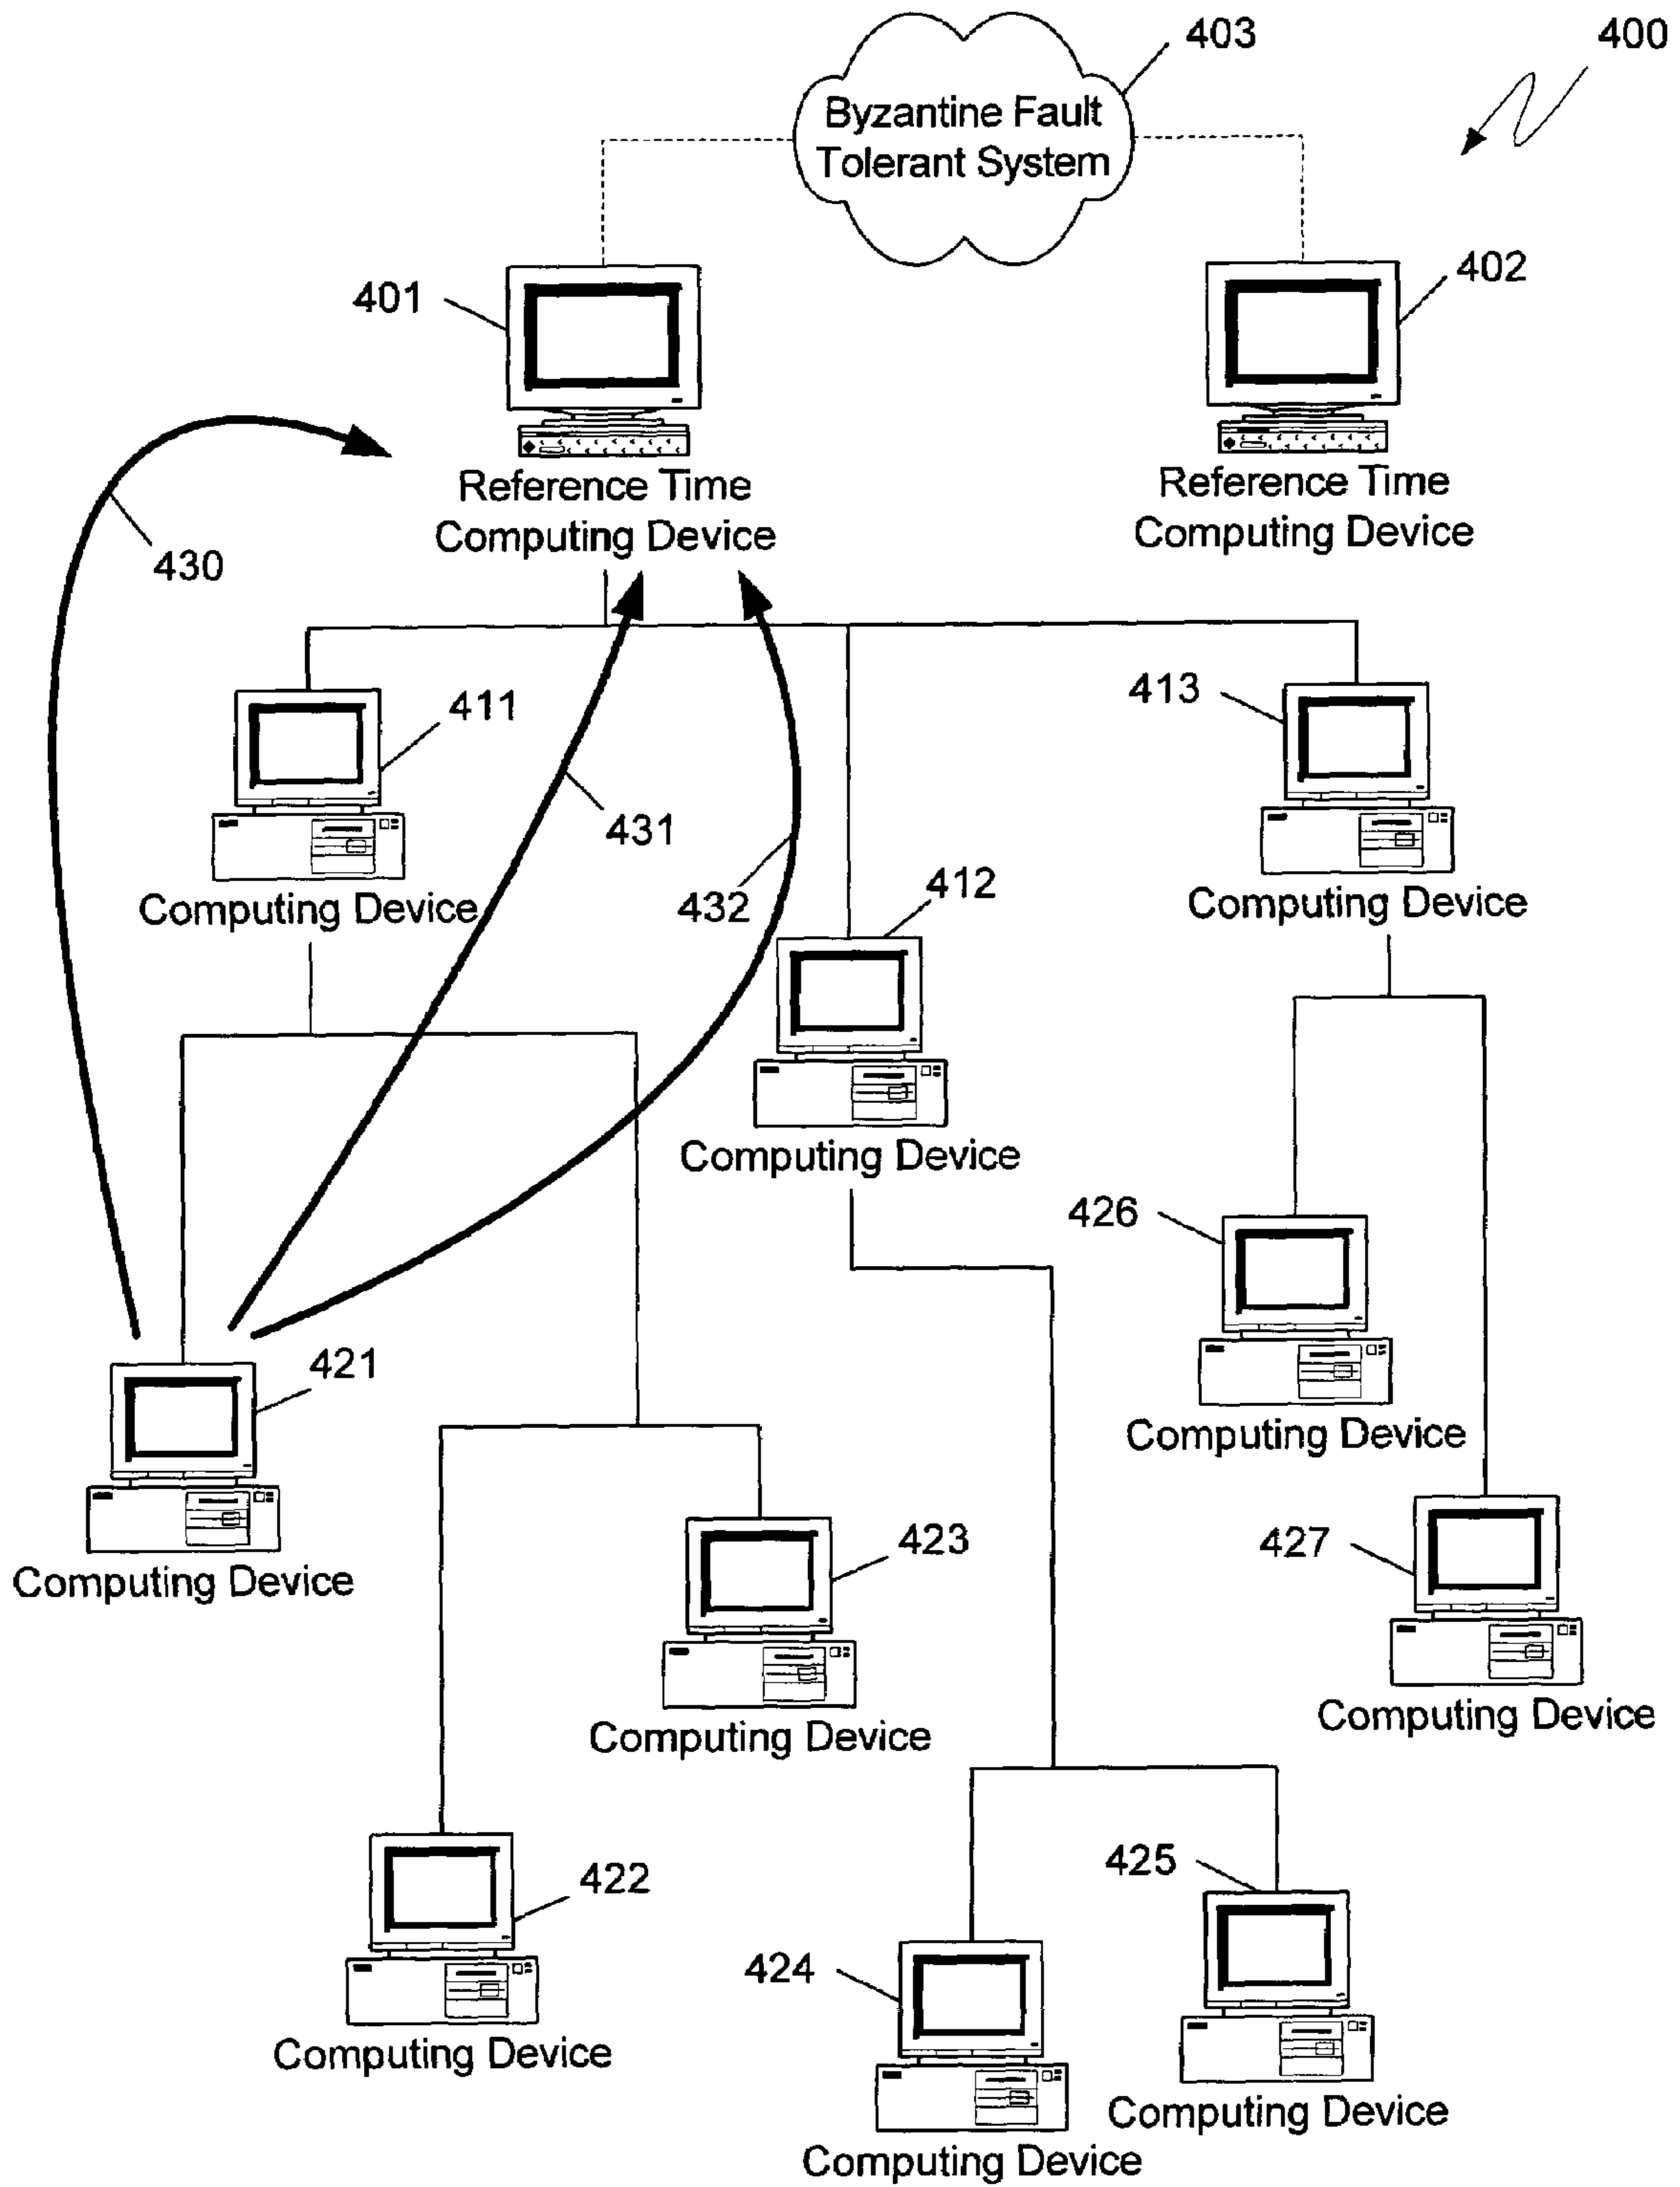 403
400
Byzantine Fault
Tolerant System
401
402
Reference Time
Computing Device
Reference Time
Computing Device
430
411
413
431
432
412
Computing Device
Computing Device
Computing Device
426
421
Computing Device
423
427
Computing Device
Computing Device
Computing Device
425
422
424
Computing Device
Computing Device
Computing Device